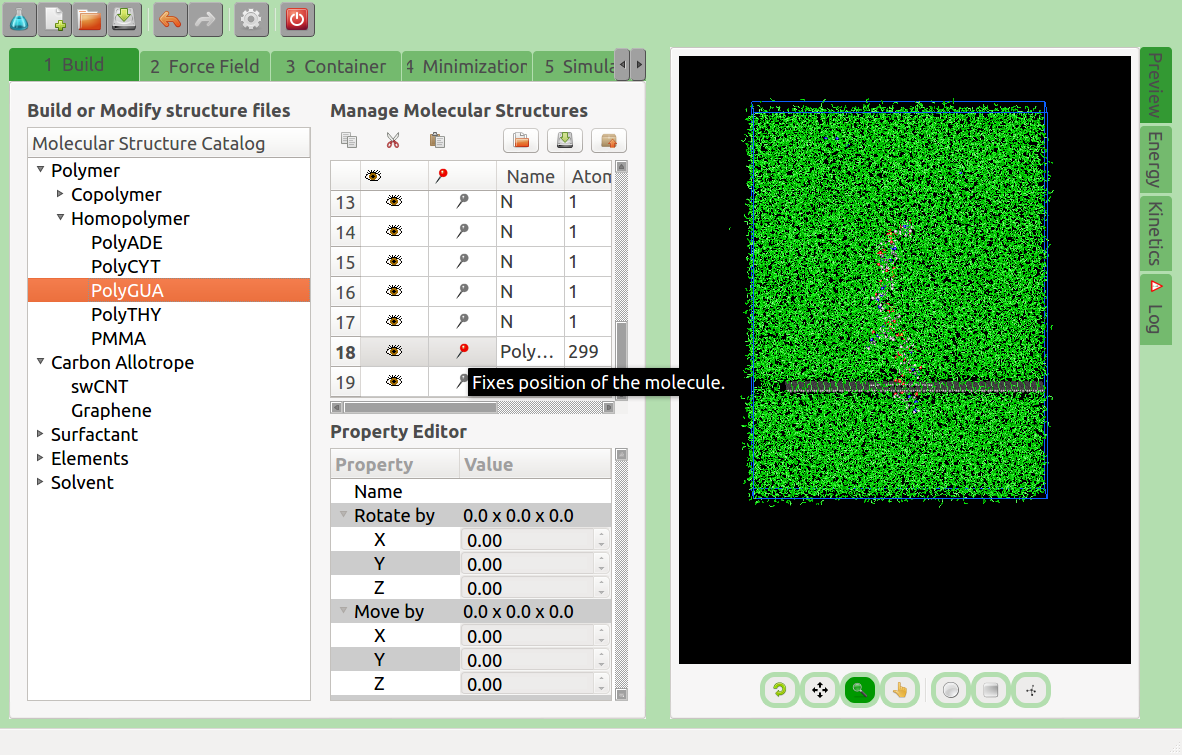 1 Build
2 Force Field
3 Container
4 Minimization
5 Simula
Build or Modify structure files
Molecular Structure Catalog
Polymer
Copolymer
Homopolymer
PolyADE
PolyCYT
PolyGUA
PolyTHY
PMMA
Carbon Allotrope
swCNT
Graphene
Surfactant
Elements
Solvent
Manage Molecular Structures
Name Atom
13 N 1
14 N 1
15 N 1
16 N 1
17 N 1
18 Poly... 299
19
Fixes position of the molecule.
Property Editor
Property Value
Name
Rotate by 0.0 x 0.0 x 0.0
X 0.00
Y 0.00
Z 0.00
Move by 0.0 x 0.0 x 0.0
X 0.00
Y 0.00
Z 0.00
Preview
Energy
Kinetics
Log